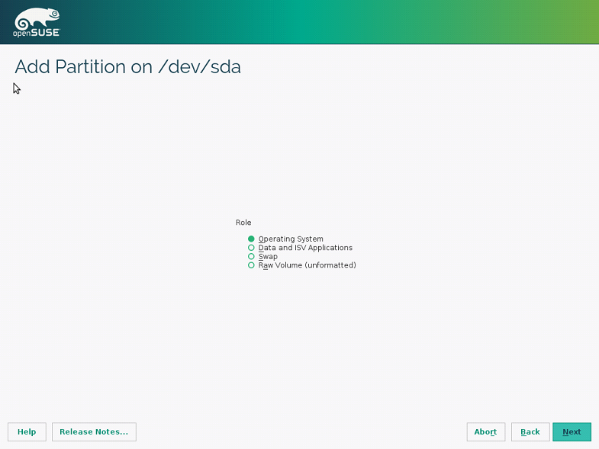 openSUSE
Add Partition on /dev/sda
Role
Operating System
Data and ISV Applications
Swap
Raw Volume (unformatted)
Help
Release Notes...
Abort
Back
Next